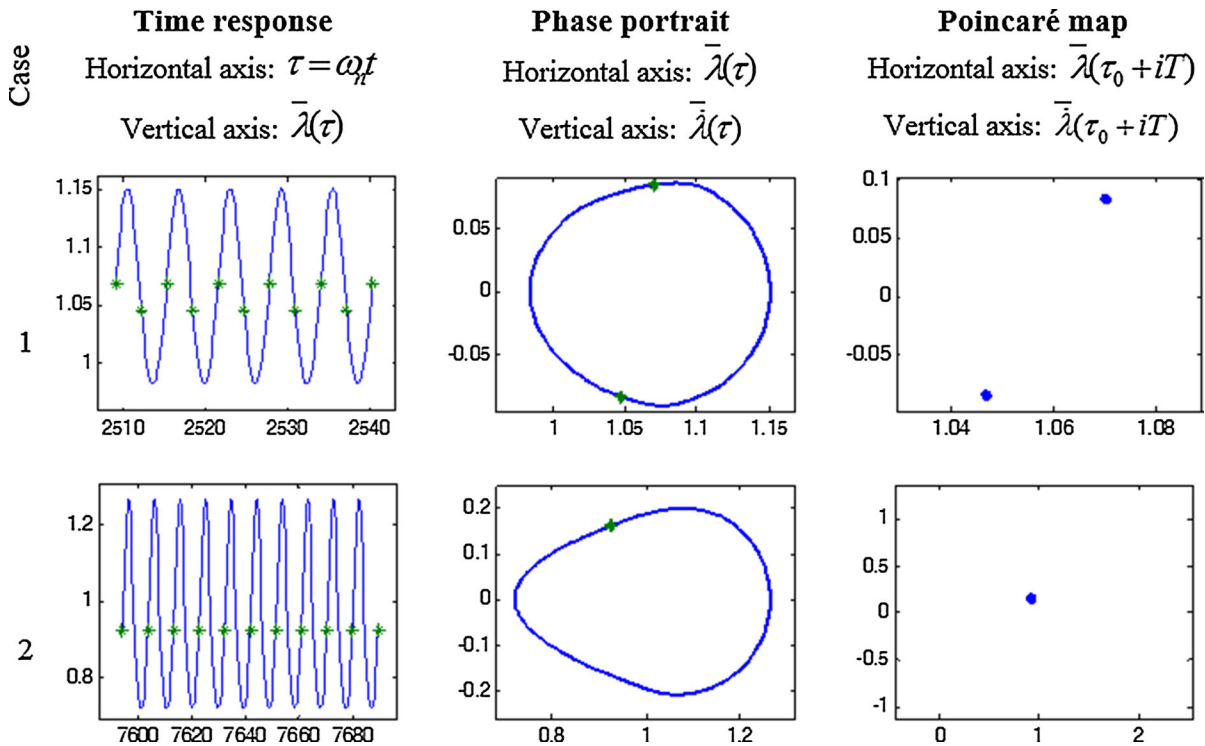 Case
Time response
Horizontal axis: τ = ωₙt
Vertical axis: λ̄(τ)
Phase portrait
Horizontal axis: λ̄(τ)
Vertical axis: λ̄̇(τ)
Poincaré map
Horizontal axis: λ̄(τ₀ + iT)
Vertical axis: λ̄̇(τ₀ + iT)
1
1.15
1.1
1.05
1
2510 2520 2530 2540
0.05
0
-0.05
1 1.05 1.1 1.15
0.1
0.05
0
-0.05
1.04 1.06 1.08
2
1.2
1
0.8
7600 7620 7640 7660 7680
0.2
0.1
0
-0.1
-0.2
0.8 1 1.2
1
0.5
0
-0.5
-1
0 1 2